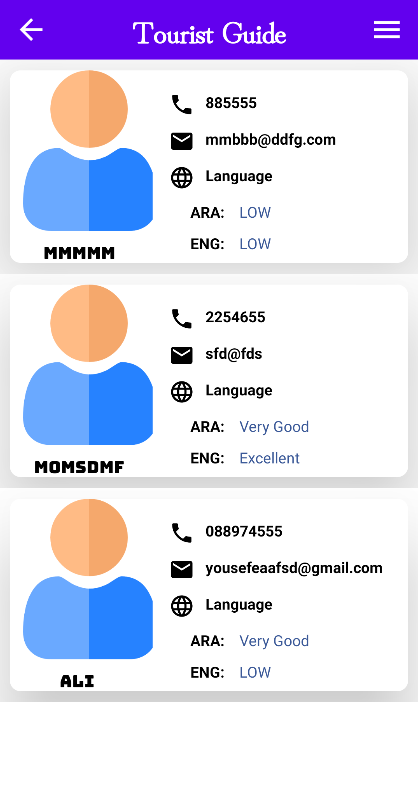 Tourist Guide
885555
mmbbb@ddfg.com
Language
ARA: LOW
ENG: LOW
MMMMM
2254655
sfd@fds
Language
ARA: Very Good
ENG: Excellent
MOMSDMF
088974555
yousefeaafsd@gmail.com
Language
ARA: Very Good
ENG: LOW
ALI